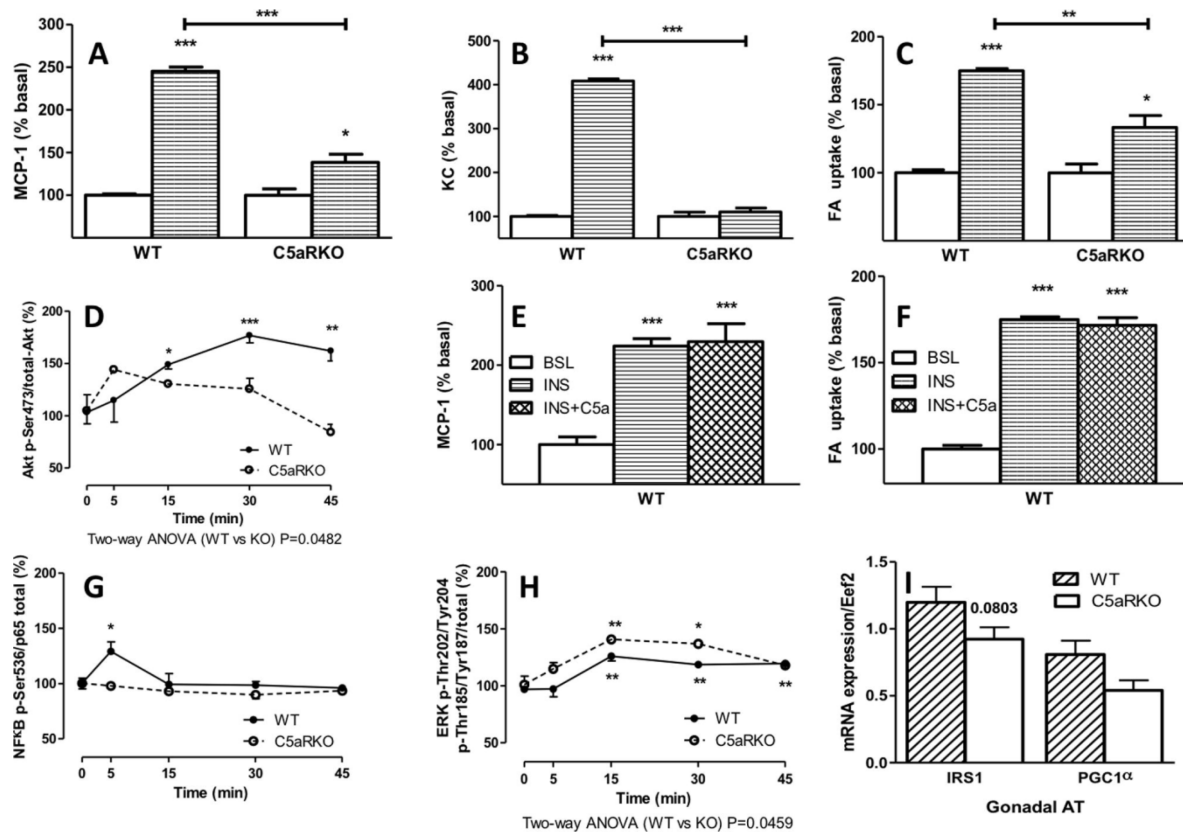 A
***
***
*
MCP-1 (% basal)
300
250
200
150
100
WT
C5aRKO
B
***
***
KC (% basal)
500
400
300
200
100
WT
C5aRKO
C
**
***
*
FA uptake (% basal)
200
150
100
WT
C5aRKO
D
Akt p-Ser473/total-Akt (%)
200
150
100
50
*
***
**
WT
C5aRKO
0 5 15 30 45
Time (min)
Two-way ANOVA (WT vs KO) P=0.0482
E
MCP-1 (% basal)
300
200
100
***
***
BSL
INS
INS+C5a
WT
F
FA uptake (% basal)
200
150
100
***
***
BSL
INS
INS+C5a
WT
G
NFκB p-Ser536/p65 total (%)
200
150
100
50
*
WT
C5aRKO
0 5 15 30 45
Time (min)
H
ERK p-Thr202/Tyr204
p-Thr185/Tyr187/total (%)
200
150
100
50
**
*
**
**
**
WT
C5aRKO
0 5 15 30 45
Time (min)
Two-way ANOVA (WT vs KO) P=0.0459
I
mRNA expression/Eef2
1.5
1.0
0.5
0.0
0.0803
WT
C5aRKO
IRS1
PGC1α
Gonadal AT